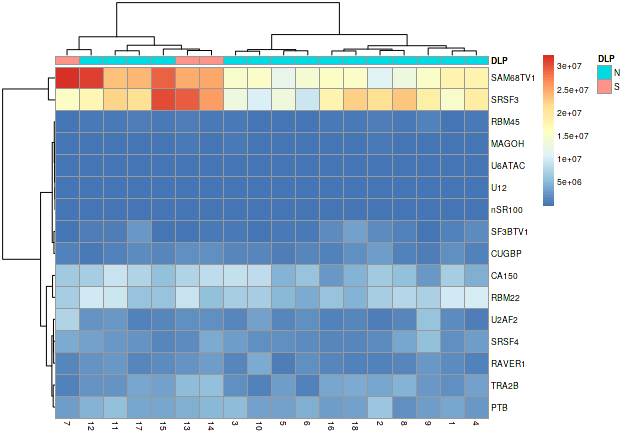 DLP
SAM68TV1
SRSF3
RBM45
MAGOH
U6ATAC
U12
nSR100
SF3BTV1
CUGBP
CA150
RBM22
U2AF2
SRSF4
RAVER1
TRA2B
PTB
7 12 11 17 15 13 14 3 10 5 6 16 18 2 8 9 1 4
3e+07
2.5e+07
2e+07
1.5e+07
1e+07
5e+06
DLP
N
S